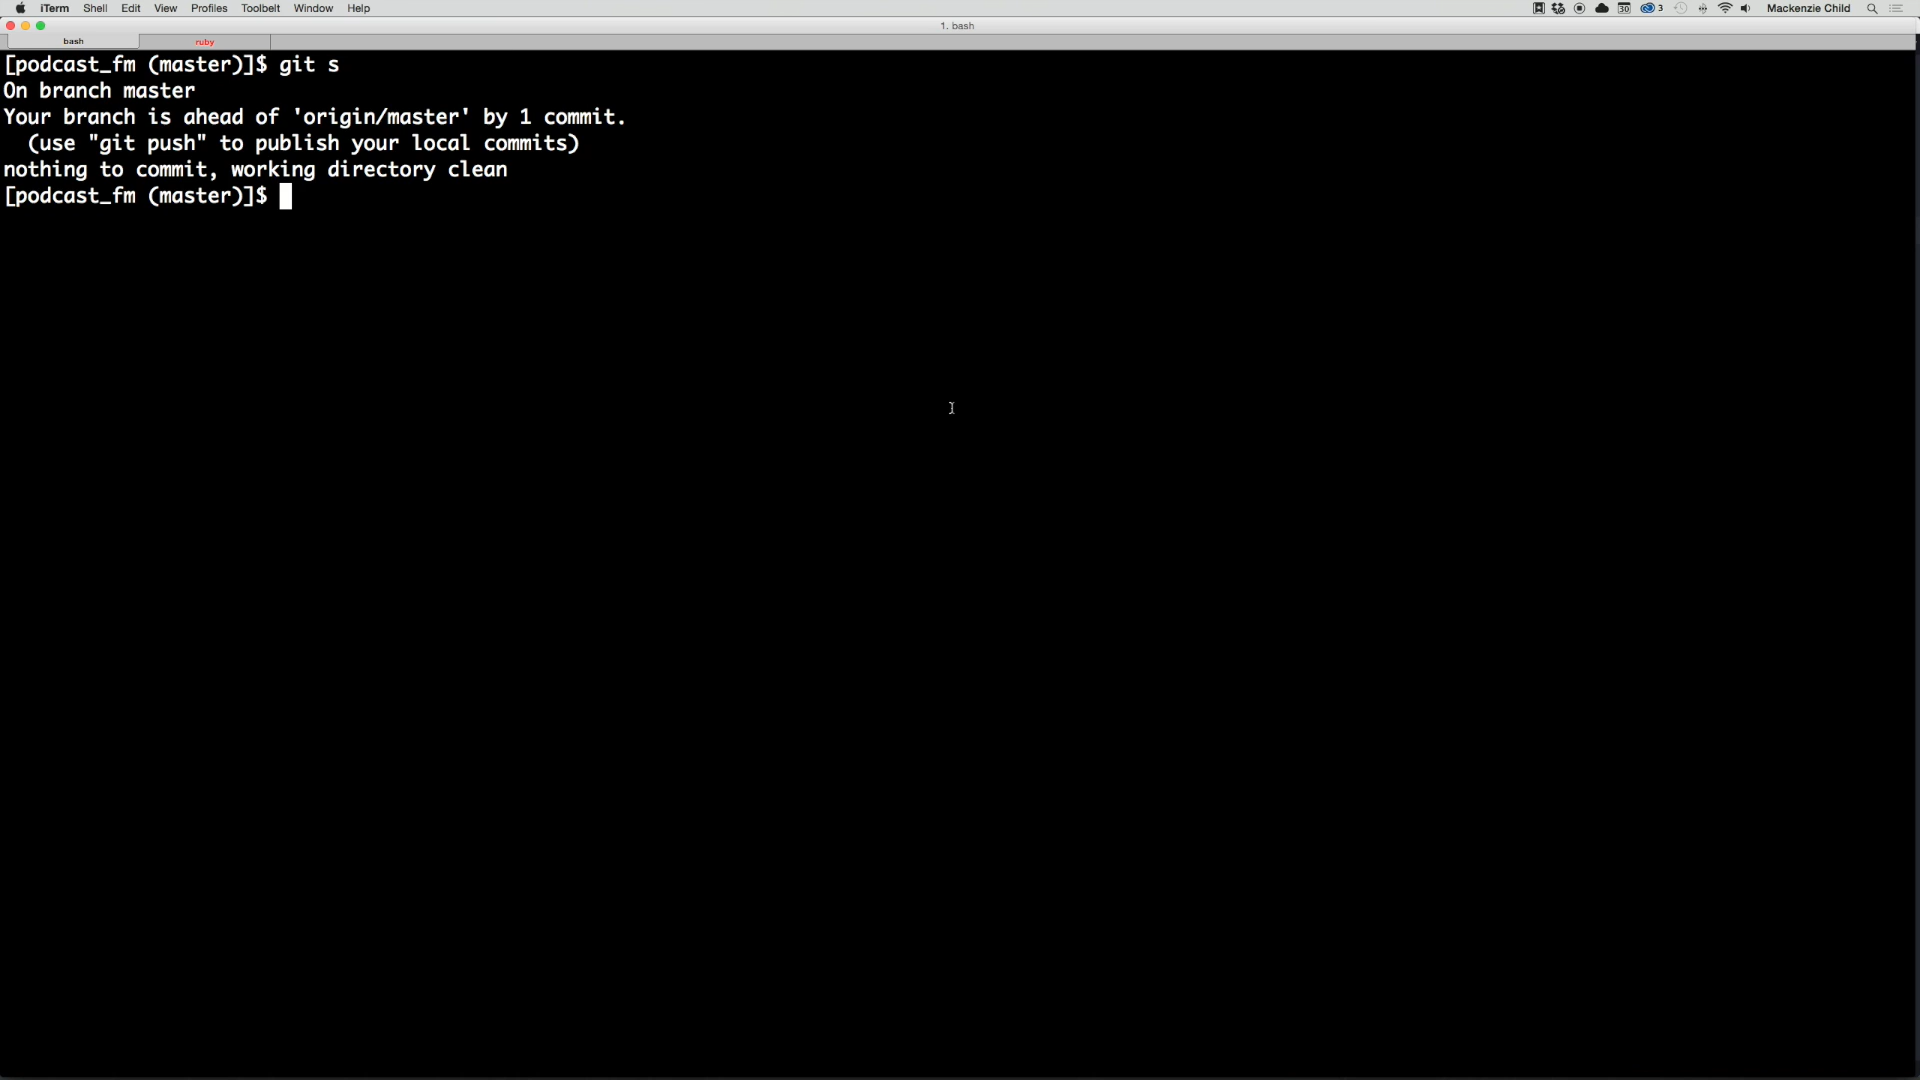 iTerm Shell Edit View Profiles Toolbelt Window Help 30 3 Mackenzie Child
1. bash
bash ruby
[podcast_fm (master)]$ git s
On branch master
Your branch is ahead of 'origin/master' by 1 commit.
  (use "git push" to publish your local commits)
nothing to commit, working directory clean
[podcast_fm (master)]$